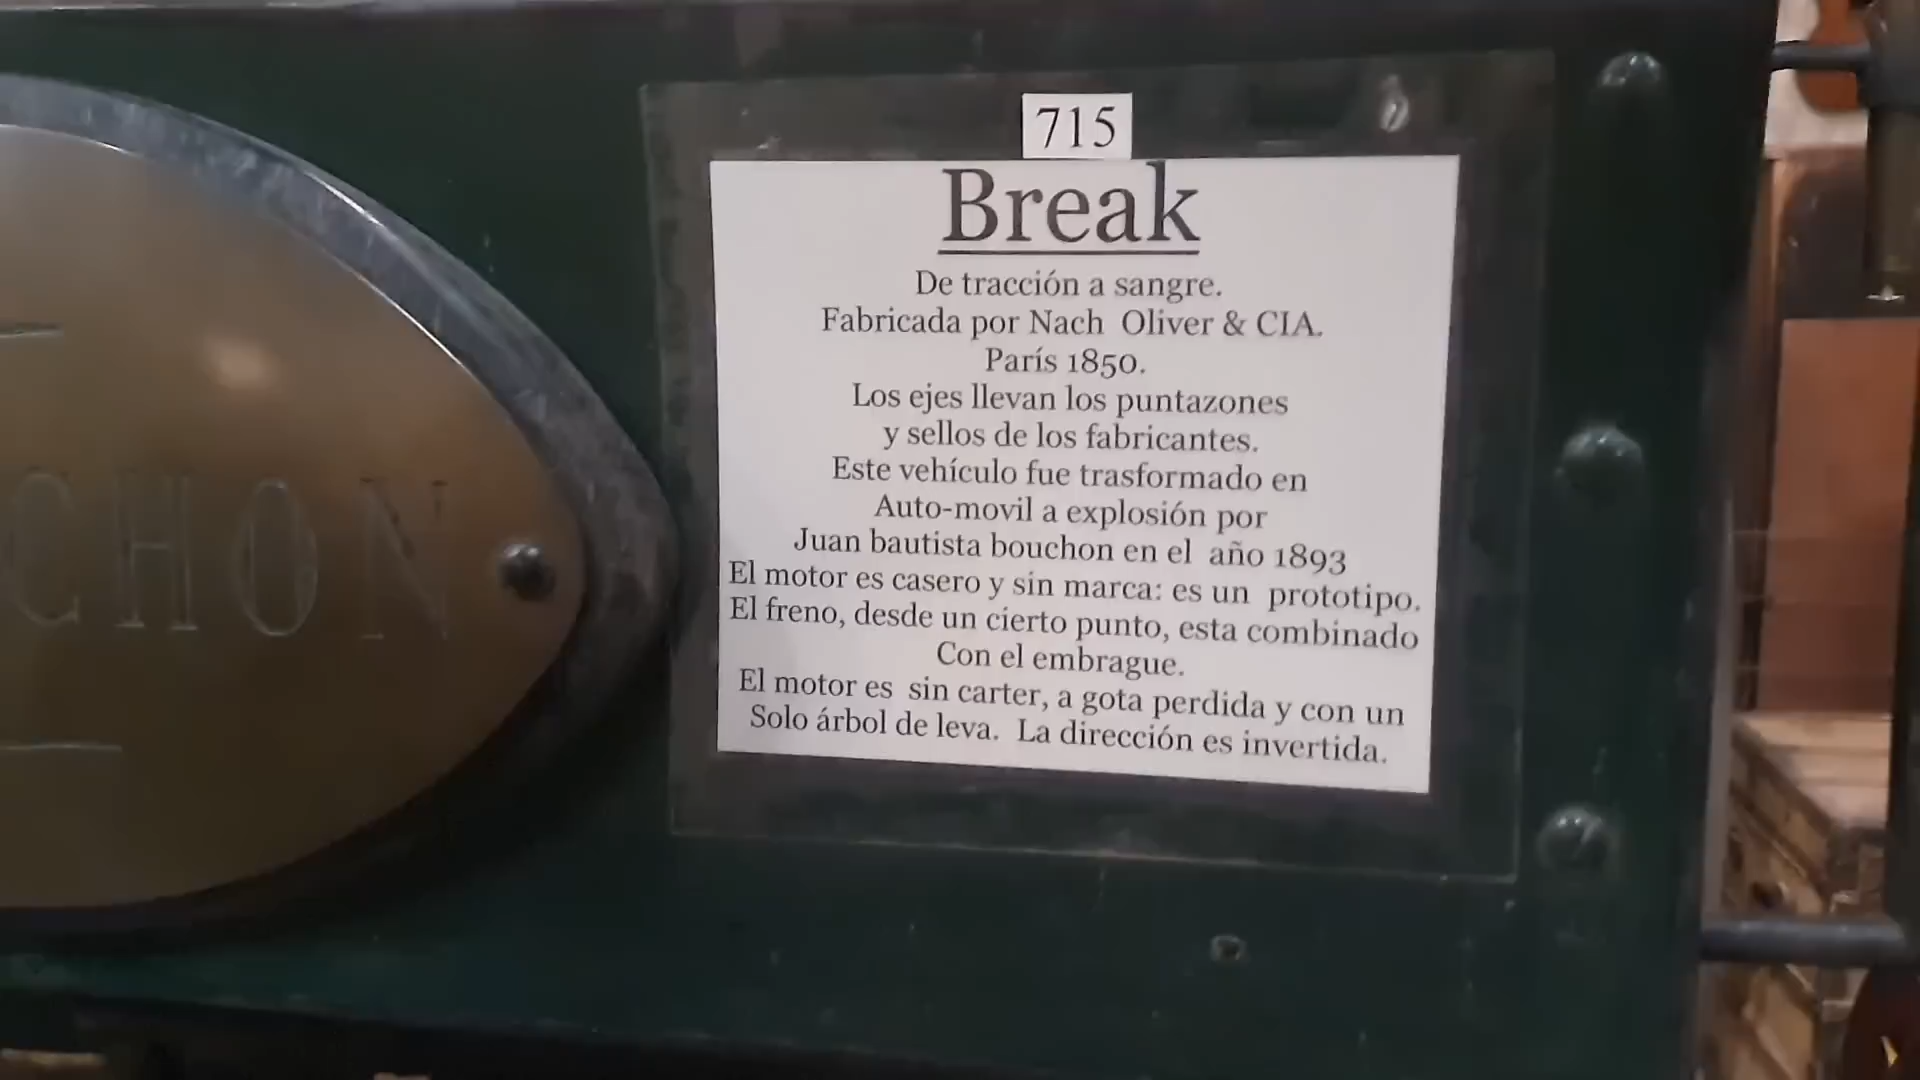 715
Break
De tracción a sangre.
Fabricada por Nach Oliver & CIA.
París 1850.
Los ejes llevan los puntazones
y sellos de los fabricantes.
Este vehículo fue trasformado en
Auto-movil a explosión por
Juan bautista bouchon en el año 1893
El motor es casero y sin marca: es un prototipo.
El freno, desde un cierto punto, esta combinado
Con el embrague.
El motor es sin carter, a gota perdida y con un
Solo árbol de leva. La dirección es invertida.
CHON